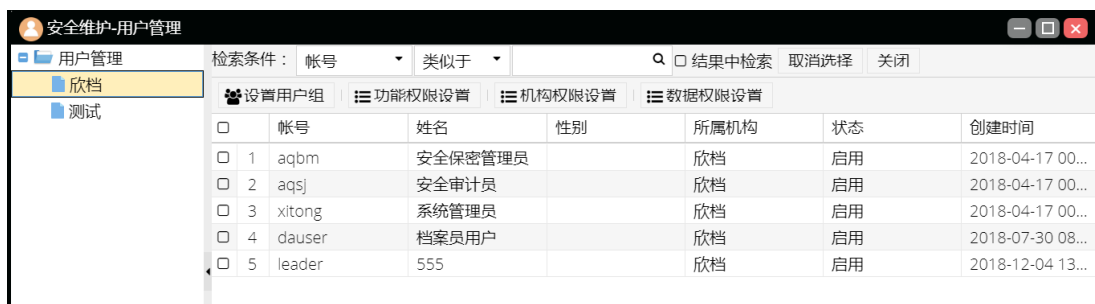 安全维护-用户管理
用户管理
欣档
测试
检索条件： 帐号 类似于 结果中检索 取消选择 关闭
设置用户组 功能权限设置 机构权限设置 数据权限设置
帐号 姓名 性别 所属机构 状态 创建时间
1 aqbm 安全保密管理员 欣档 启用 2018-04-17 00...
2 aqsj 安全审计员 欣档 启用 2018-04-17 00...
3 xitong 系统管理员 欣档 启用 2018-04-17 00...
4 dauser 档案员用户 欣档 启用 2018-07-30 08...
5 leader 555 欣档 启用 2018-12-04 13...